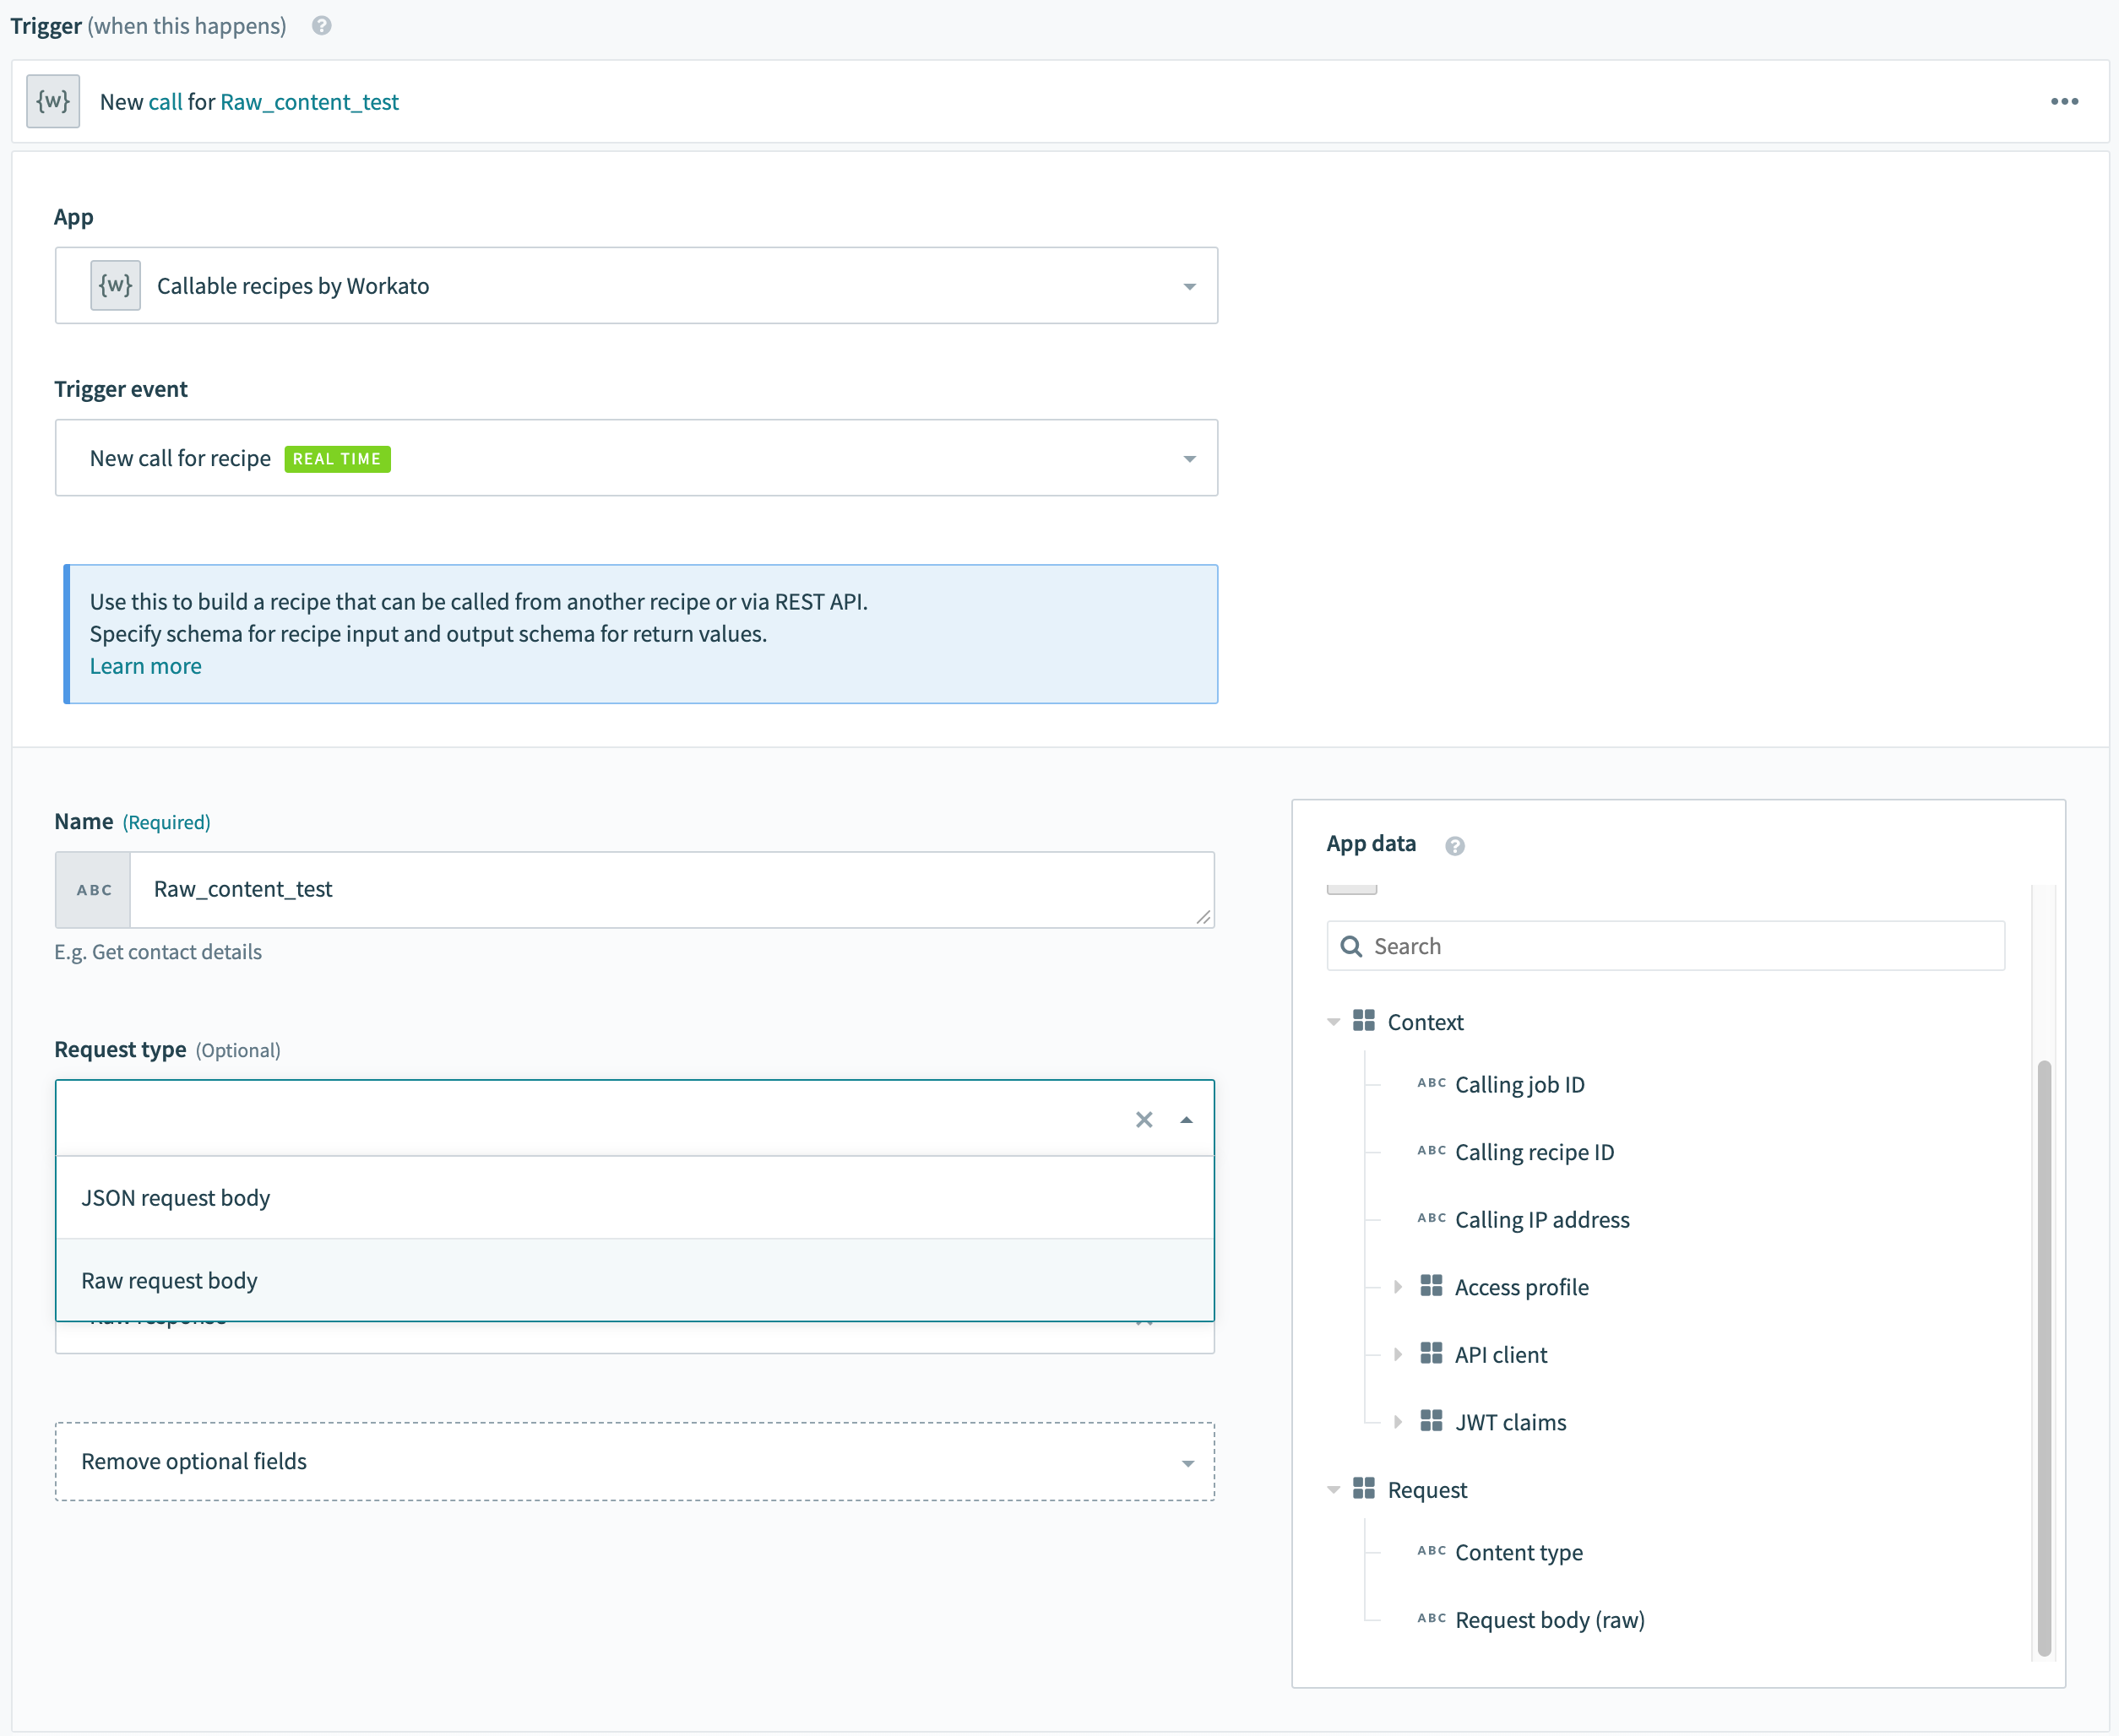 Trigger (when this happens) ?
{w} New call for Raw_content_test
App
{w} Callable recipes by Workato
Trigger event
New call for recipe REAL TIME
Use this to build a recipe that can be called from another recipe or via REST API.
Specify schema for recipe input and output schema for return values.
Learn more
Name (Required)
ABC Raw_content_test
E.g. Get contact details
Request type (Optional)
JSON request body
Raw request body
Raw response
Remove optional fields
App data ?
Search
Context
ABC Calling job ID
ABC Calling recipe ID
ABC Calling IP address
Access profile
API client
JWT claims
Request
ABC Content type
ABC Request body (raw)